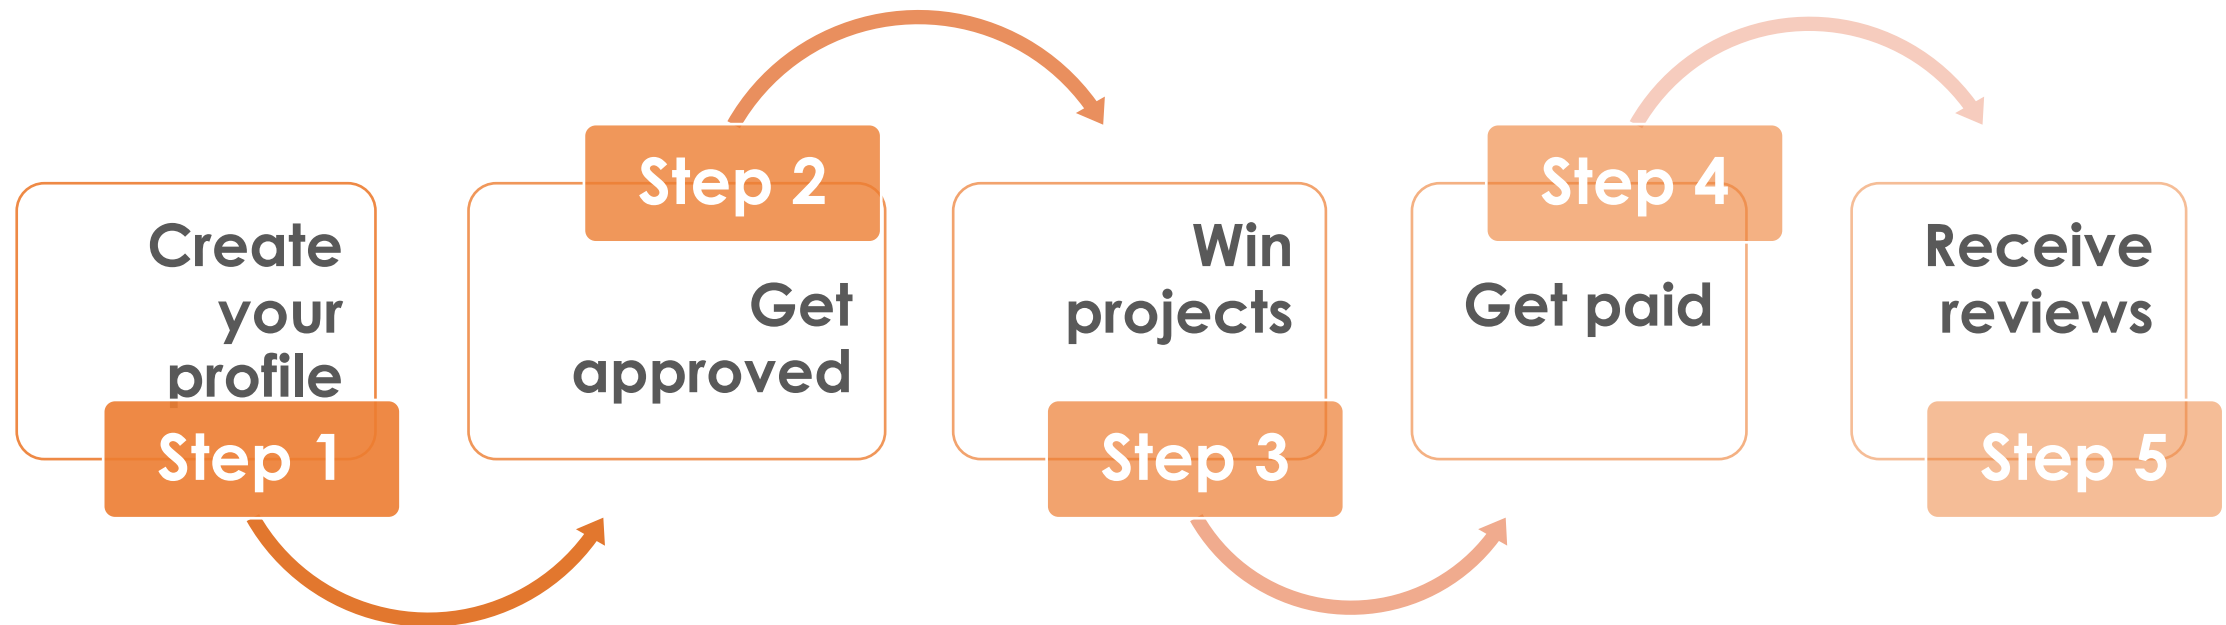 Create
your
profile
Step 1
Step 2
Get
approved
Win
projects
Step 3
Step 4
Get paid
Receive
reviews
Step 5